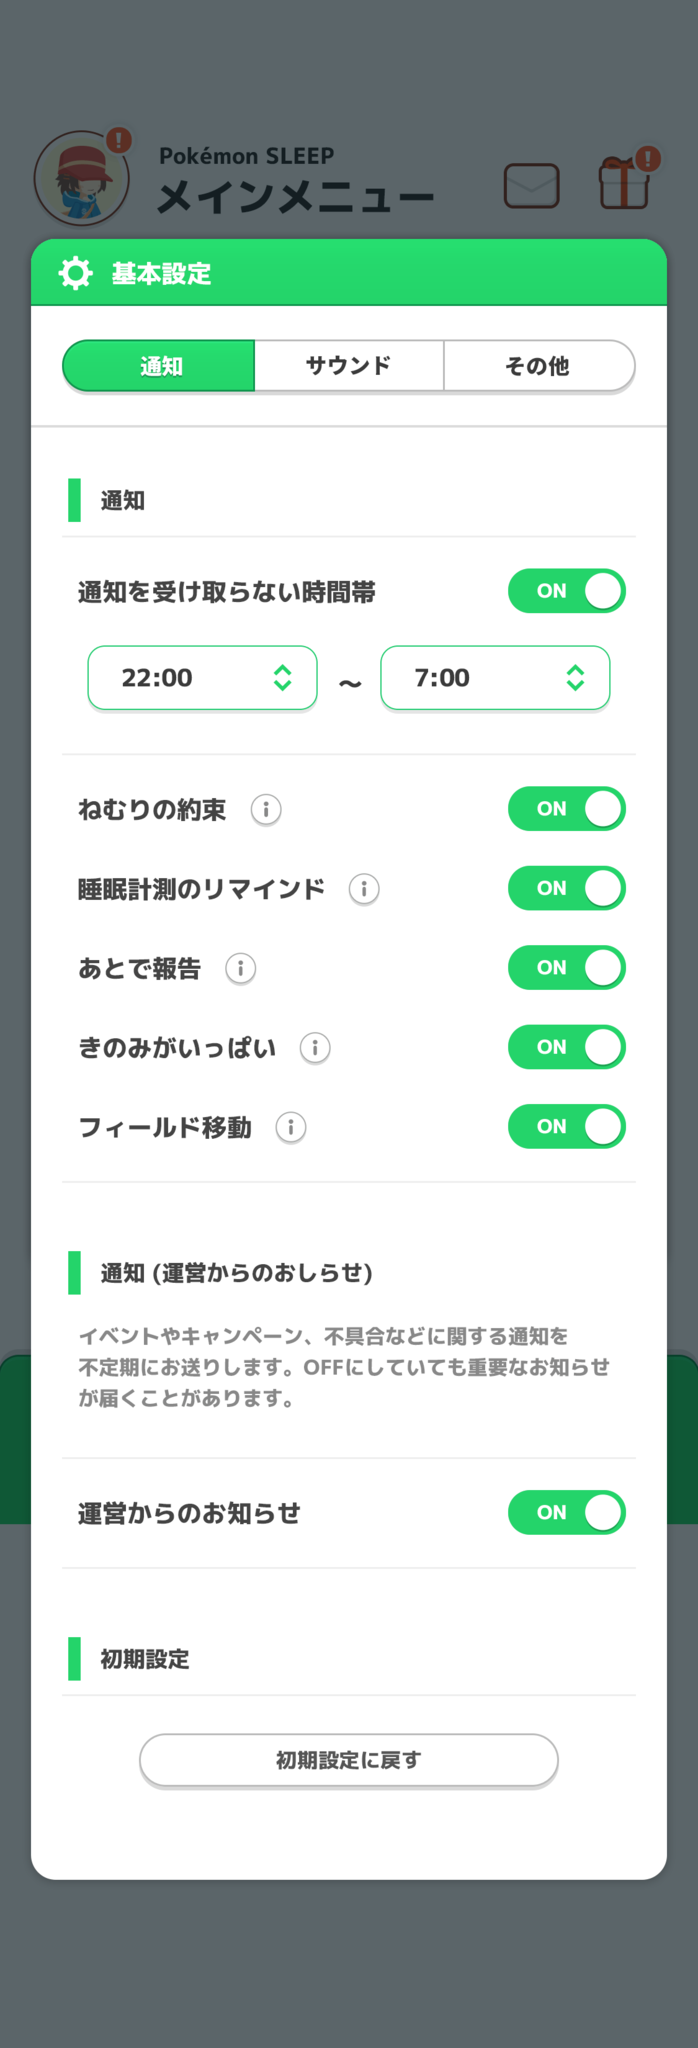 Pokémon SLEEP
メインメニュー
基本設定
通知
サウンド
その他
通知
通知を受け取らない時間帯
ON
22:00 ～ 7:00
ねむりの約束
ON
睡眠計測のリマインド
ON
あとで報告
ON
きのみがいっぱい
ON
フィールド移動
ON
通知 (運営からのおしらせ)
イベントやキャンペーン、不具合などに関する通知を
不定期にお送りします。OFFにしていても重要なお知らせ
が届くことがあります。
運営からのお知らせ
ON
初期設定
初期設定に戻す